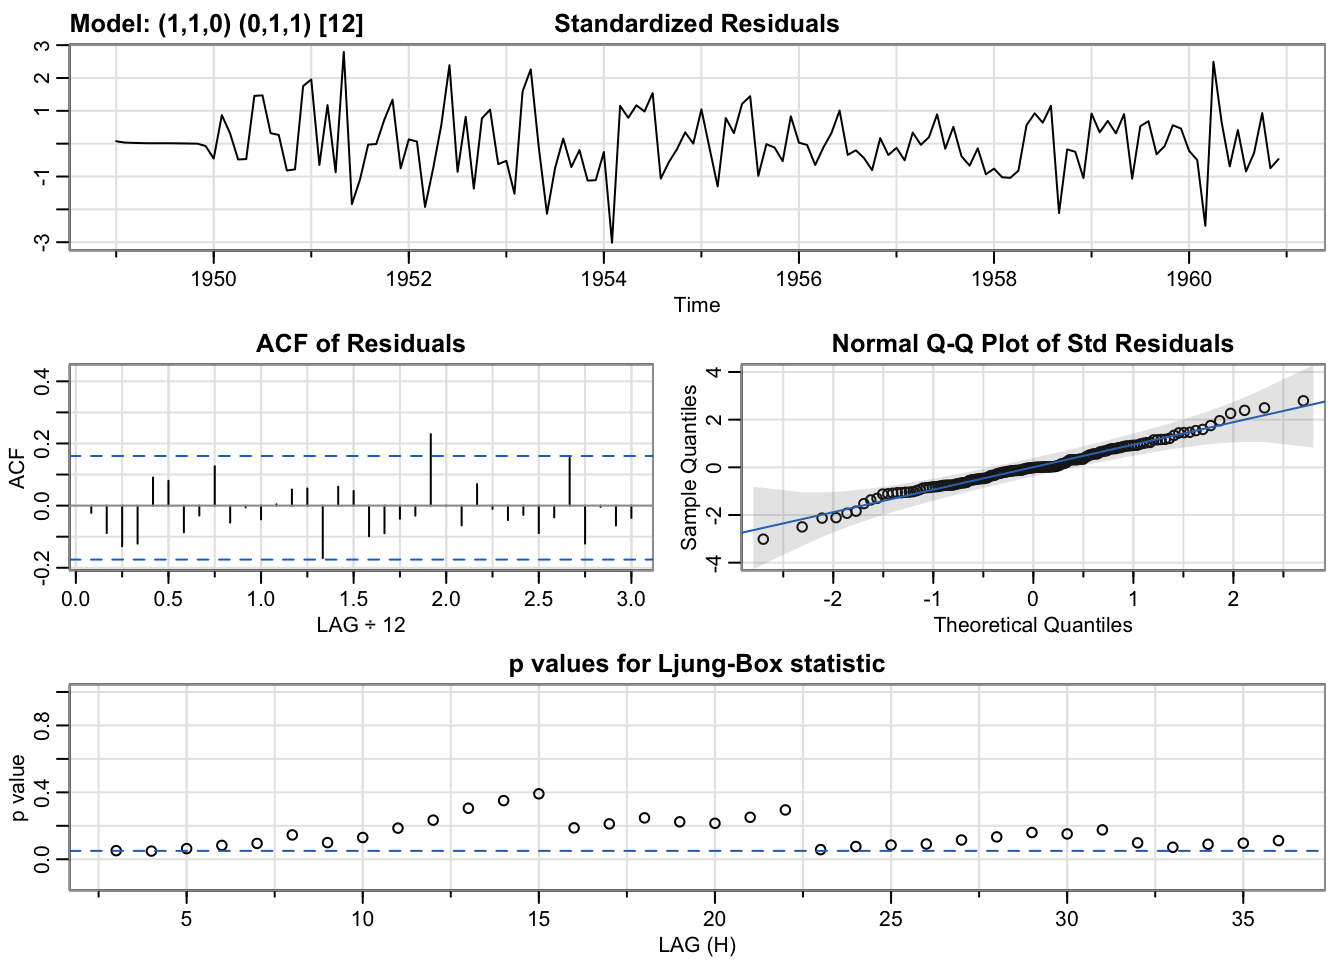 Model: (1,1,0) (0,1,1) [12]
Standardized Residuals
3
2
1
-1
-3
1950 1952 1954 1956 1958 1960
Time
ACF of Residuals
ACF
0.4
0.2
0.0
-0.2
0.0 0.5 1.0 1.5 2.0 2.5 3.0
LAG ÷ 12
Normal Q-Q Plot of Std Residuals
Sample Quantiles
4
2
0
-2
-4
-2 -1 0 1 2
Theoretical Quantiles
p values for Ljung-Box statistic
p value
0.8
0.4
0.0
5 10 15 20 25 30 35
LAG (H)